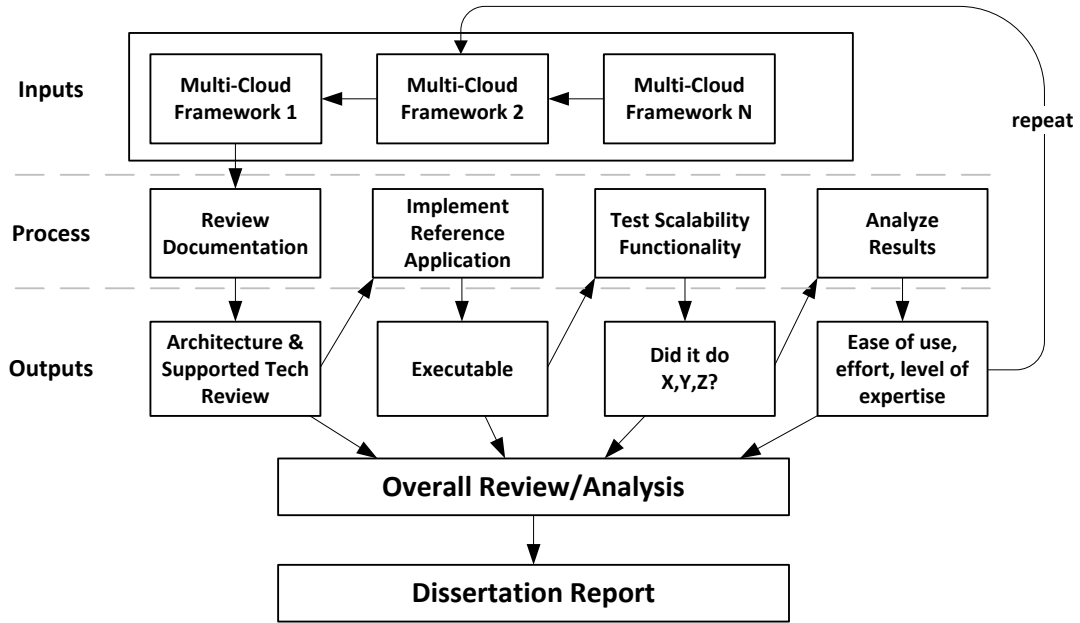 Inputs
Multi-Cloud
Framework 1
Multi-Cloud
Framework 2
Multi-Cloud
Framework N
repeat
Process
Review
Documentation
Implement
Reference
Application
Test Scalability
Functionality
Analyze
Results
Outputs
Architecture &
Supported Tech
Review
Executable
Did it do
X,Y,Z?
Ease of use,
effort, level of
expertise
Overall Review/Analysis
Dissertation Report